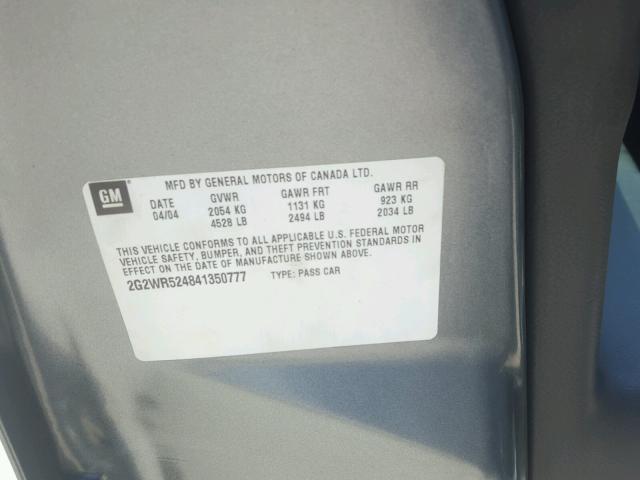 MFD BY GENERAL MOTORS OF CANADA LTD.
GM
DATE GVWR GAWR FRT GAWR RR
04/04 2054 KG 1131 KG 923 KG
4528 LB 2494 LB 2034 LB
THIS VEHICLE CONFORMS TO ALL APPLICABLE U.S. FEDERAL MOTOR
VEHICLE SAFETY, BUMPER, AND THEFT PREVENTION STANDARDS IN
EFFECT ON THE DATE OF MANUFACTURE SHOWN ABOVE.
2G2WR524841350777 TYPE: PASS CAR